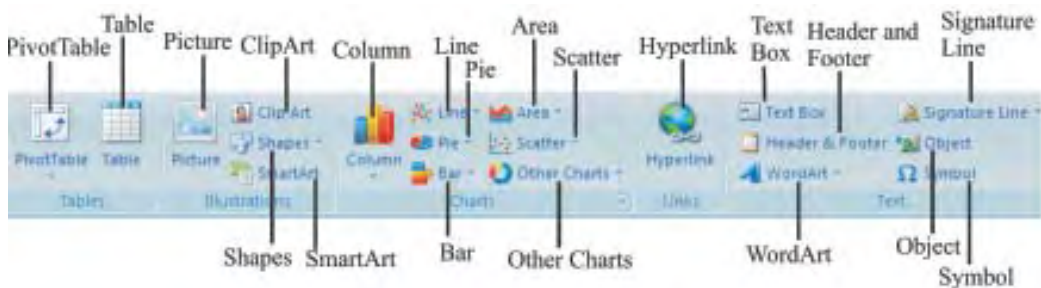 Table
PivotTable
Picture
ClipArt
Column
Line
Pie
Area
Scatter
Hyperlink
Text
Box
Header and
Footer
Signature
Line
PivotTable
Table
Picture
Clip Art
Shapes
SmartArt
Column
Line
Pie
Bar
Area
Scatter
Other Charts
Hyperlink
Text Box
Header & Footer
WordArt
Signature Line
Object
Symbol
Tables
Illustrations
Charts
Links
Text
Shapes
SmartArt
Bar
Other Charts
WordArt
Object
Symbol